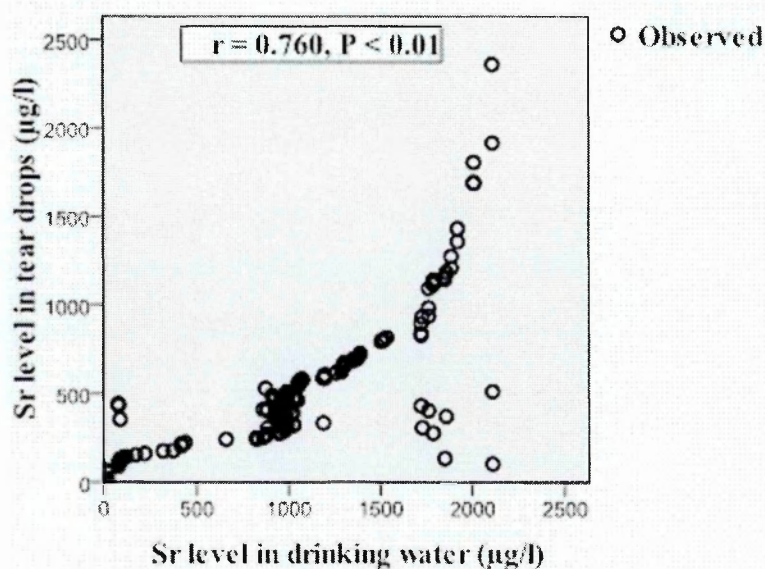 r = 0.760, P < 0.01
Observed
Sr level in tear drops (µg/l)
2500
2000
1500
1000
500
0
0 500 1000 1500 2000 2500
Sr level in drinking water (µg/l)